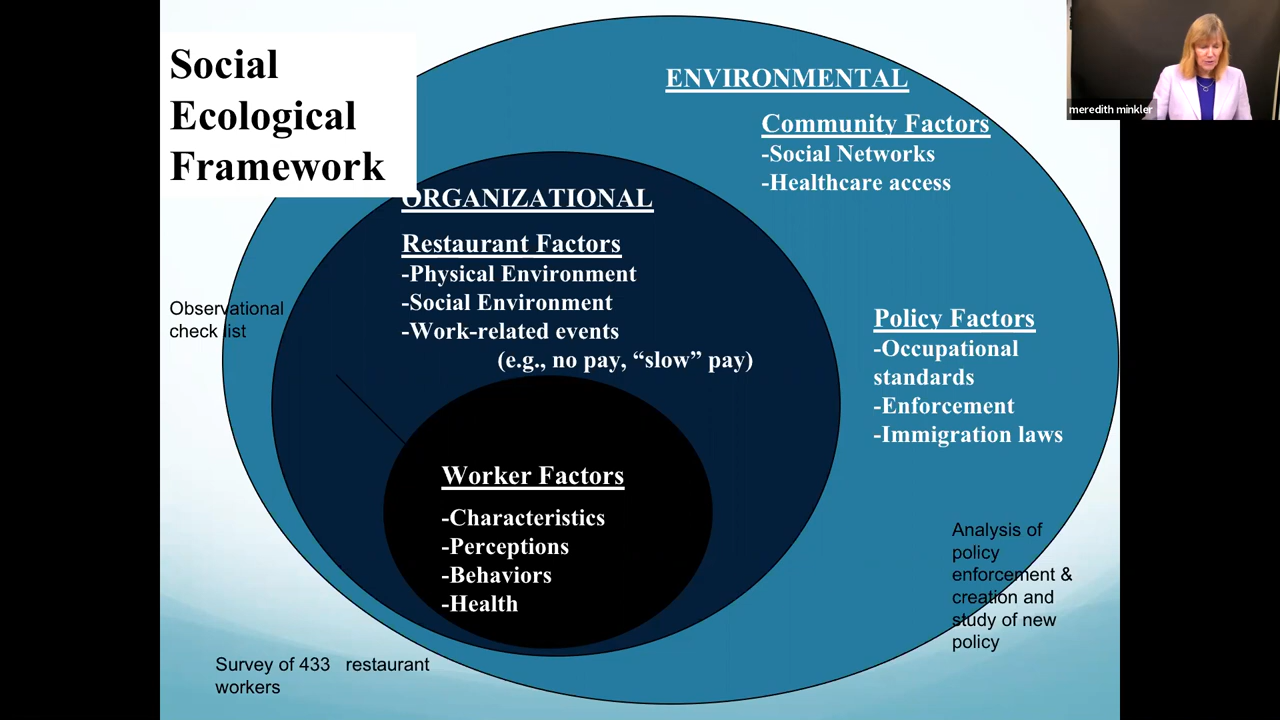 Social
Ecological
Framework
meredith minkler
ENVIRONMENTAL
Community Factors
-Social Networks
-Healthcare access
ORGANIZATIONAL
Restaurant Factors
-Physical Environment
-Social Environment
-Work-related events
(e.g., no pay, “slow” pay)
Observational
check list
Policy Factors
-Occupational
standards
-Enforcement
-Immigration laws
Worker Factors
-Characteristics
-Perceptions
-Behaviors
-Health
Analysis of
policy
enforcement &
creation and
study of new
policy
Survey of 433 restaurant
workers